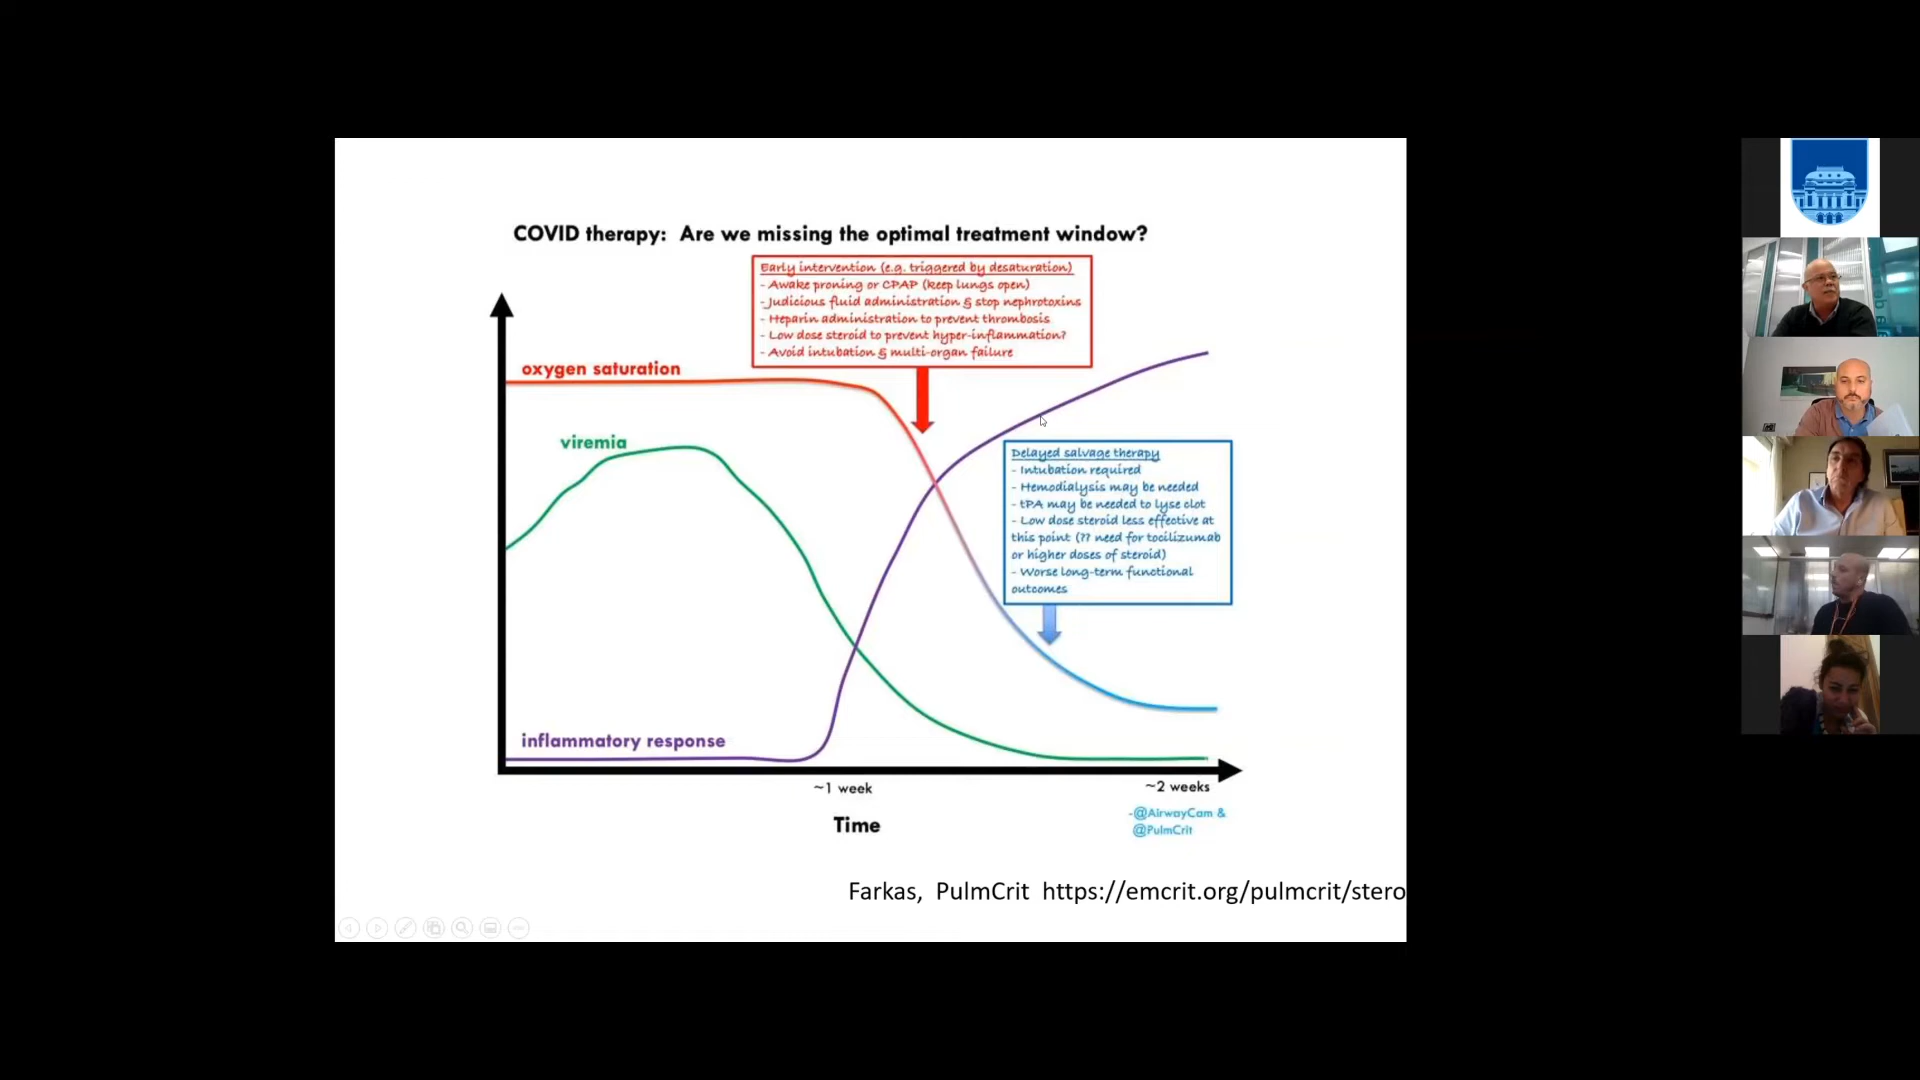 COVID therapy: Are we missing the optimal treatment window?
Early intervention (e.g. triggered by desaturation)
- Awake proning or CPAP (keep lungs open)
- Judicious fluid administration & stop nephrotoxins
- Heparin administration to prevent thrombosis
- Low dose steroid to prevent hyper-inflammation?
- Avoid intubation & multi-organ failure
oxygen saturation
viremia
Delayed salvage therapy
- Intubation required
- Hemodialysis may be needed
- tPA may be needed to lyse clot
- Low dose steroid less effective at
this point (?? need for tocilizumab
or higher doses of steroid)
- Worse long-term functional
outcomes
inflammatory response
~1 week
~2 weeks
Time
-@AirwayCam &
@PulmCrit
Farkas, PulmCrit https://emcrit.org/pulmcrit/stero